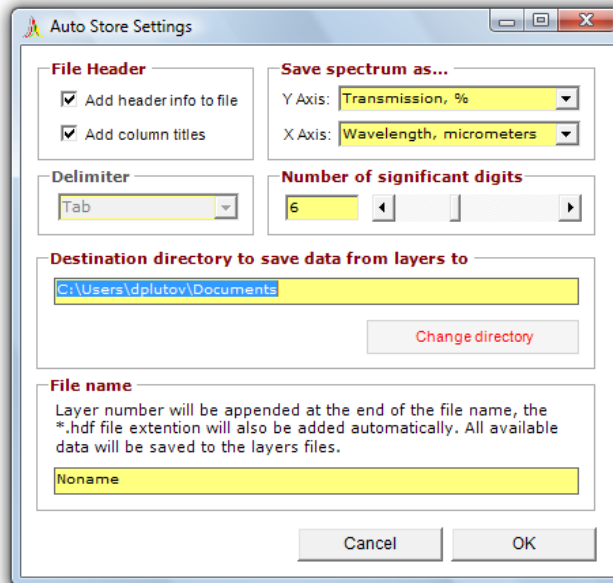 Auto Store Settings
File Header
Add header info to file
Add column titles
Save spectrum as...
Y Axis: Transmission, %
X Axis: Wavelength, micrometers
Delimiter
Tab
Number of significant digits
6
Destination directory to save data from layers to
C:\Users\dplutov\Documents
Change directory
File name
Layer number will be appended at the end of the file name, the
*.hdf file extention will also be added automatically. All available
data will be saved to the layers files.
Noname
Cancel
OK